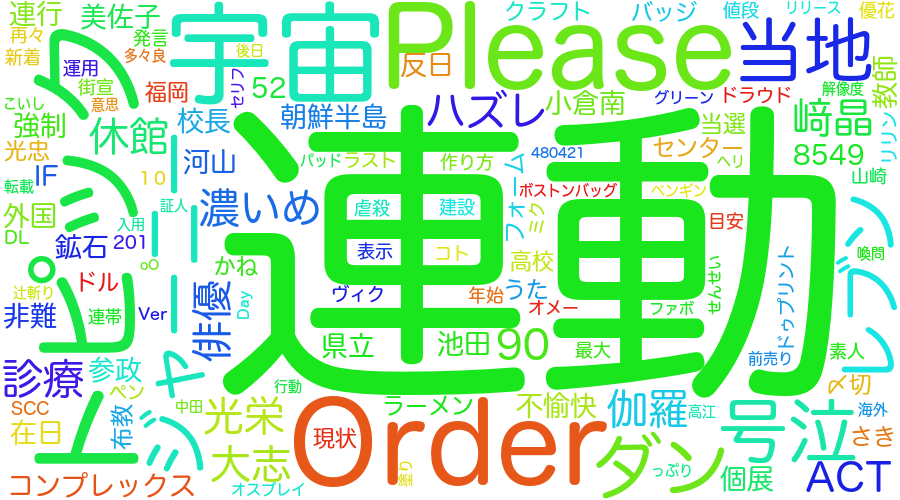 連行
美佐子
宇宙
Please
クラフト
バッジ
値段
リリース
優花
再々
発言
新着
多々良
運用
後日
セリフ
52
反日
当地
教師
街宣
意思
福岡
ハズレ
グリーン
ドラウド
解像度
こいし
強制
休館
校長
朝鮮半島
小倉南
当選
﨑晶
光忠
IF
河山
パッド
ラスト
作り方
480421
センター
ヘリ
8549
リリン
転載
10
濃いめ
運動
フォーム
ミク
ボストンバッグ
ペンギン
山崎
外国
DL
鉱石
201
入用
証人
虐殺
建設
目安
レブン
喚問
oO
かね
表示
コト
高校
せんせい
ドゥプリント
辻斬り
ドル
ヴィク
年始
うた
オメー
ファボ
非難
連帯
Ver
俳優
Day
県立
池田
90
最大
前売り
素人
診療
参政
ペン
行動
〆切
SCC
布教
シャ
中田
光栄
Order
ラーメン
不愉快
伽羅
高江
号泣
海外
在日
大志
現状
塗り
ダン
っぷり
個展
さき
コンプレックス
オスプレイ
ACT